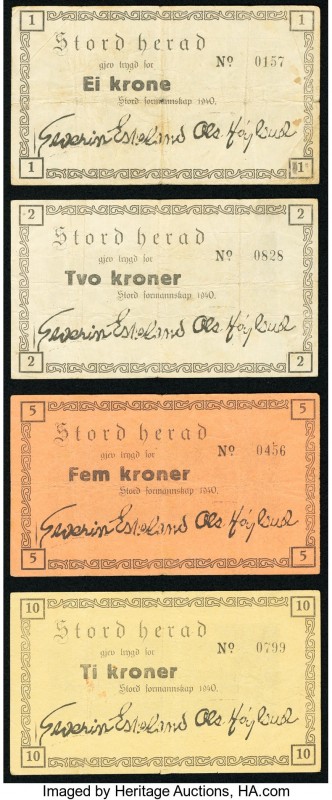 1 1
Stord herad
gjev trygd for Nº 0157
Ei krone
Stord formannskap 1940.
Severin Eskeland Ols Høyland
1 1
2 2
Stord herad
gjev trygd for Nº 0828
Tvo kroner
Stord formannskap 1940.
Severin Eskeland Ols Høyland
2 2
5 5
Stord herad
gjev trygd for Nº 0456
Fem kroner
Stord formannskap 1940.
Severin Eskeland Ols Høyland
5 5
10 10
Stord herad
gjev trygd for Nº 0799
Ti kroner
Stord formannskap 1940.
Severin Eskeland Ols Høyland
10 10
Imaged by Heritage Auctions, HA.com